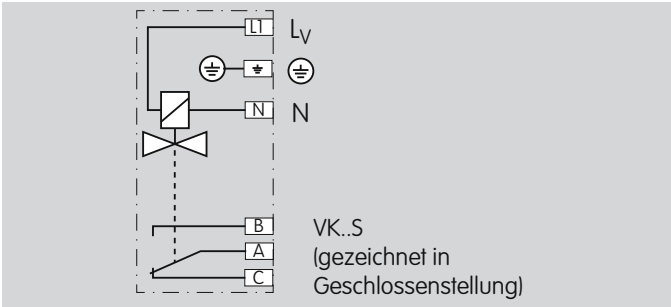 L1 LV
N N
B VK..S
A (gezeichnet in
C Geschlossenstellung)